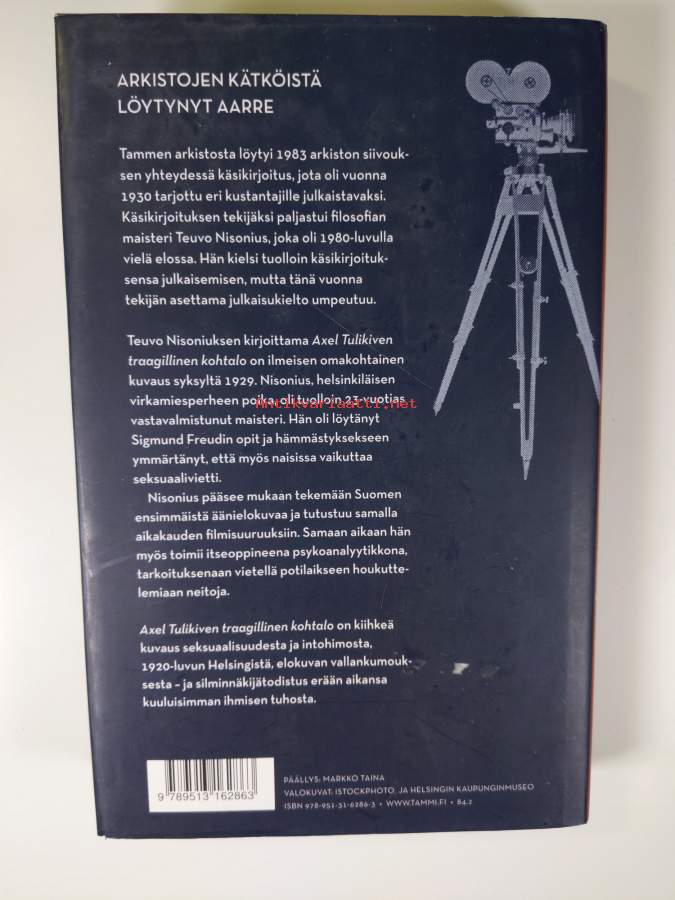 ARKISTOJEN KÄTKÖISTÄ
LÖYTYNYT AARRE
Tammen arkistosta löytyi 1983 arkiston siivouk-
sen yhteydessä käsikirjoitus, jota oli vuonna
1930 tarjottu eri kustantajille julkaistavaksi.
Käsikirjoituksen tekijäksi paljastui filosofian
maisteri Teuvo Nisonius, joka oli 1980-luvulla
vielä elossa. Hän kielsi tuolloin käsikirjoituk-
sensa julkaisemisen, mutta tänä vuonna
tekijän asettama julkaisukielto umpeutuu.
Teuvo Nisoniuksen kirjoittama Axel Tulikiven
traagillinen kohtalo on ilmeisen omakohtainen
kuvaus syksyltä 1929. Nisonius, helsinkiläisen
virkamiesperheen poika, oli tuolloin 23-vuotias
Antikvariaatti.net
vastavalmistunut maisteri. Hän oli löytänyt
Sigmund Freudin opit ja hämmästyksekseen
ymmärtänyt, että myös naisissa vaikuttaa
seksuaalivietti.
Nisonius pääsee mukaan tekemään Suomen
ensimmäistä äänielokuvaa ja tutustuu samalla
aikakauden filmisuuruuksiin. Samaan aikaan hän
myös toimii itseoppineena psykoanalyytikkona,
tarkoituksenaan vietellä potilaikseen houkutte-
lemiaan neitoja.
Axel Tulikiven traagillinen kohtalo on kiihkeä
kuvaus seksuaalisuudesta ja intohimosta,
1920-luvun Helsingistä, elokuvan vallankumouk-
sesta – ja silminnäkijätodistus erään aikansa
kuuluisimman ihmisen tuhosta.
9 789513 162863
PÄÄLLYS: MARKKO TAINA
VALOKUVAT: ISTOCKPHOTO, JA HELSINGIN KAUPUNGINMUSEO
ISBN 978-951-31-6286-3 • WWW.TAMMI.FI • 84.2